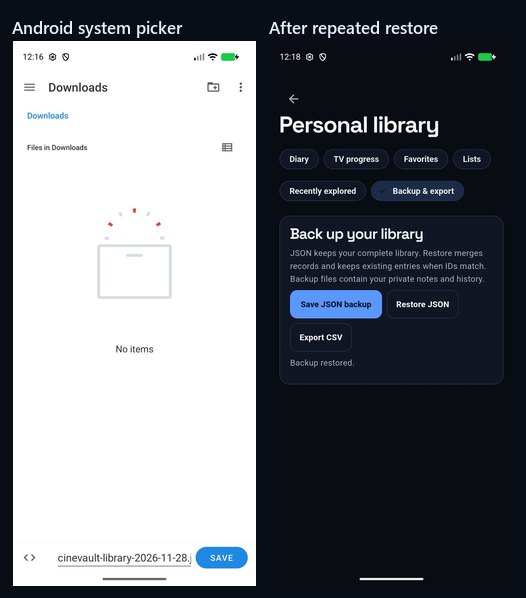 Android system picker
12:16
Downloads
Downloads
Files in Downloads
No items
cinevault-library-2026-11-28.j
SAVE
After repeated restore
12:18
Personal library
Diary
TV progress
Favorites
Lists
Recently explored
Backup & export
Back up your library
JSON keeps your complete library. Restore merges
records and keeps existing entries when IDs match.
Backup files contain your private notes and history.
Save JSON backup
Restore JSON
Export CSV
Backup restored.